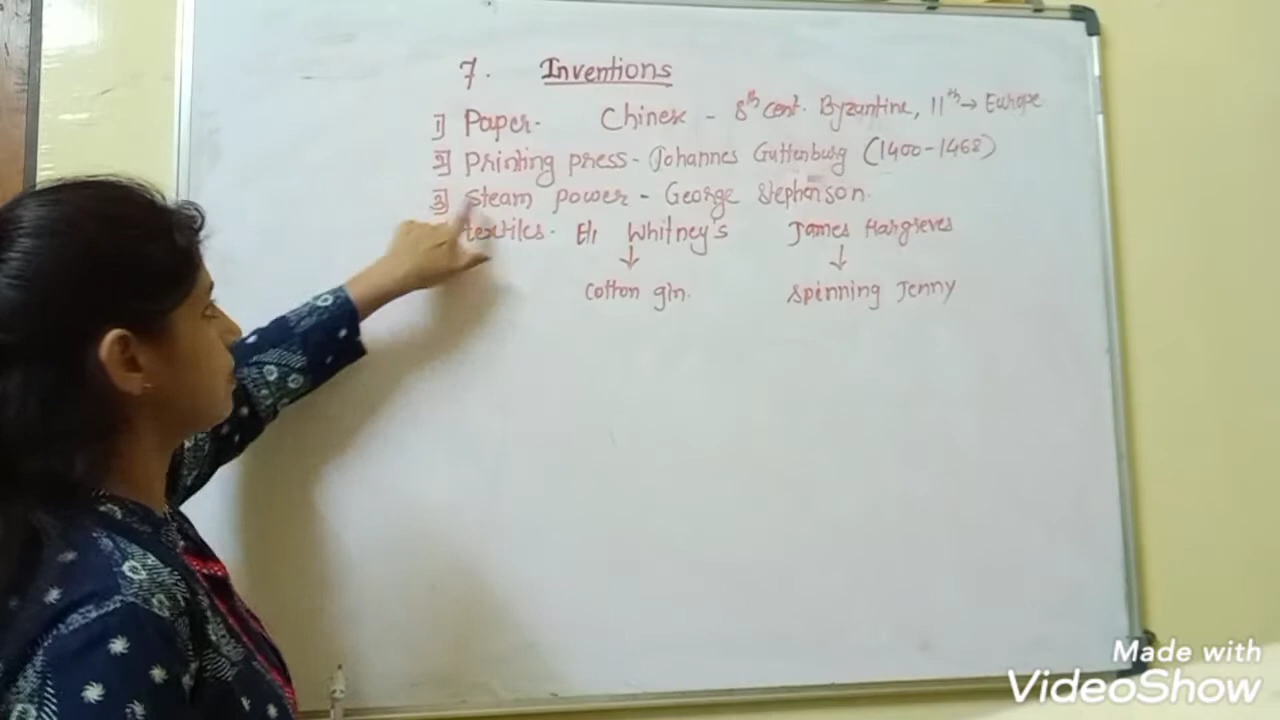 7. Inventions
1] Paper- Chinese - 8th cent. Byzantine, 11th → Europe
2] Printing press - Johannes Guttenburg (1400-1468)
3] Steam power - George Stephenson.
textiles- Eli Whitney's James Hargreves
↓ ↓
Cotton gin. Spinning Jenny
Made with
VideoShow